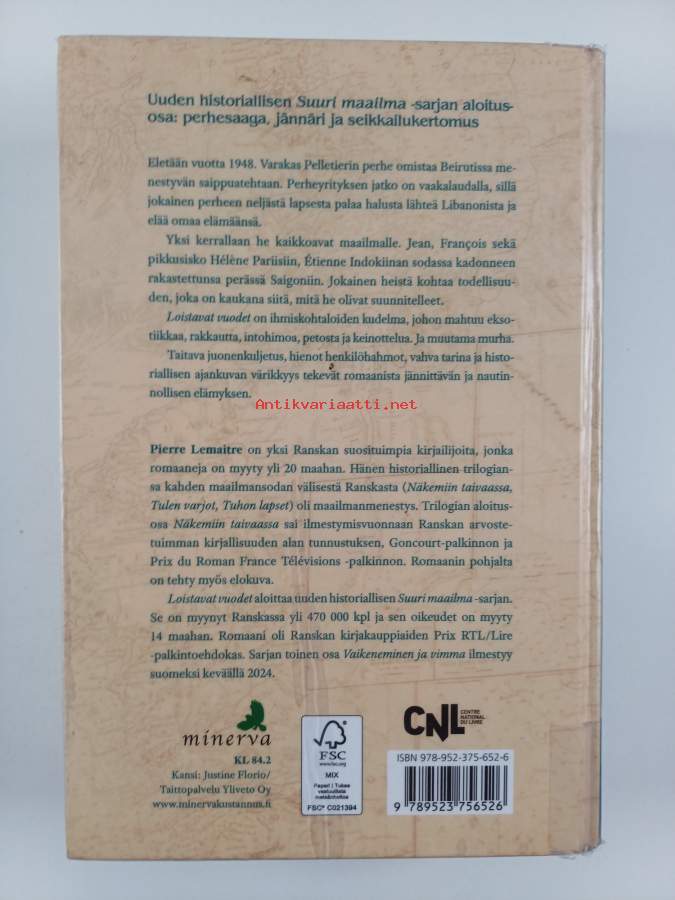 Uuden historiallisen Suuri maailma -sarjan aloitus-
osa: perhesaaga, jännäri ja seikkailukertomus
Eletään vuotta 1948. Varakas Pelletierin perhe omistaa Beirutissa me-
nestyvän saippuatehtaan. Perheyrityksen jatko on vaakalaudalla, sillä
jokainen perheen neljästä lapsesta palaa halusta lähteä Libanonista ja
elää omaa elämäänsä.
Yksi kerrallaan he kaikkoavat maailmalle. Jean, François sekä
pikkusisko Hélène Pariisiin, Étienne Indokiinan sodassa kadonneen
rakastettunsa perässä Saigoniin. Jokainen heistä kohtaa todellisuu-
den, joka on kaukana siitä, mitä he olivat suunnitelleet.
Loistavat vuodet on ihmiskohtaloiden kudelma, johon mahtuu ekso-
tiikkaa, rakkautta, intohimoa, petosta ja keinottelua. Ja muutama murha.
Taitava juonenkuljetus, hienot henkilöhahmot, vahva tarina ja histo-
riallisen ajankuvan värikkyys tekevät romaanista jännittävän ja nautin-
nollisen elämyksen.
Antikvariaatti.net
Pierre Lemaitre on yksi Ranskan suosituimpia kirjailijoita, jonka
romaaneja on myyty yli 20 maahan. Hänen historiallinen trilogian-
sa kahden maailmansodan välisestä Ranskasta (Näkemiin taivaassa,
Tulen varjot, Tuhon lapset) oli maailmanmenestys. Trilogian aloitus-
osa Näkemiin taivaassa sai ilmestymisvuonnaan Ranskan arvoste-
tuimman kirjallisuuden alan tunnustuksen, Goncourt-palkinnon ja
Prix du Roman France Télévisions -palkinnon. Romaanin pohjalta
on tehty myös elokuva.
Loistavat vuodet aloittaa uuden historiallisen Suuri maailma -sarjan.
Se on myynyt Ranskassa yli 470 000 kpl ja sen oikeudet on myyty
14 maahan. Romaani oli Ranskan kirjakauppiaiden Prix RTL/Lire
-palkintoehdokas. Sarjan toinen osa Vaikeneminen ja vimma ilmestyy
suomeksi keväällä 2024.
minerva
KL 84.2
Kansi: Justine Florio/
Taittopalvelu Yliveto Oy
www.minervakustannus.fi
FSC
www.fsc.org
MIX
Paperi | Tukee
vastuullista
metsänhoitoa
FSC® C021394
CNL
CENTRE
NATIONAL
DU LIVRE
ISBN 978-952-375-652-6
9 789523 756526